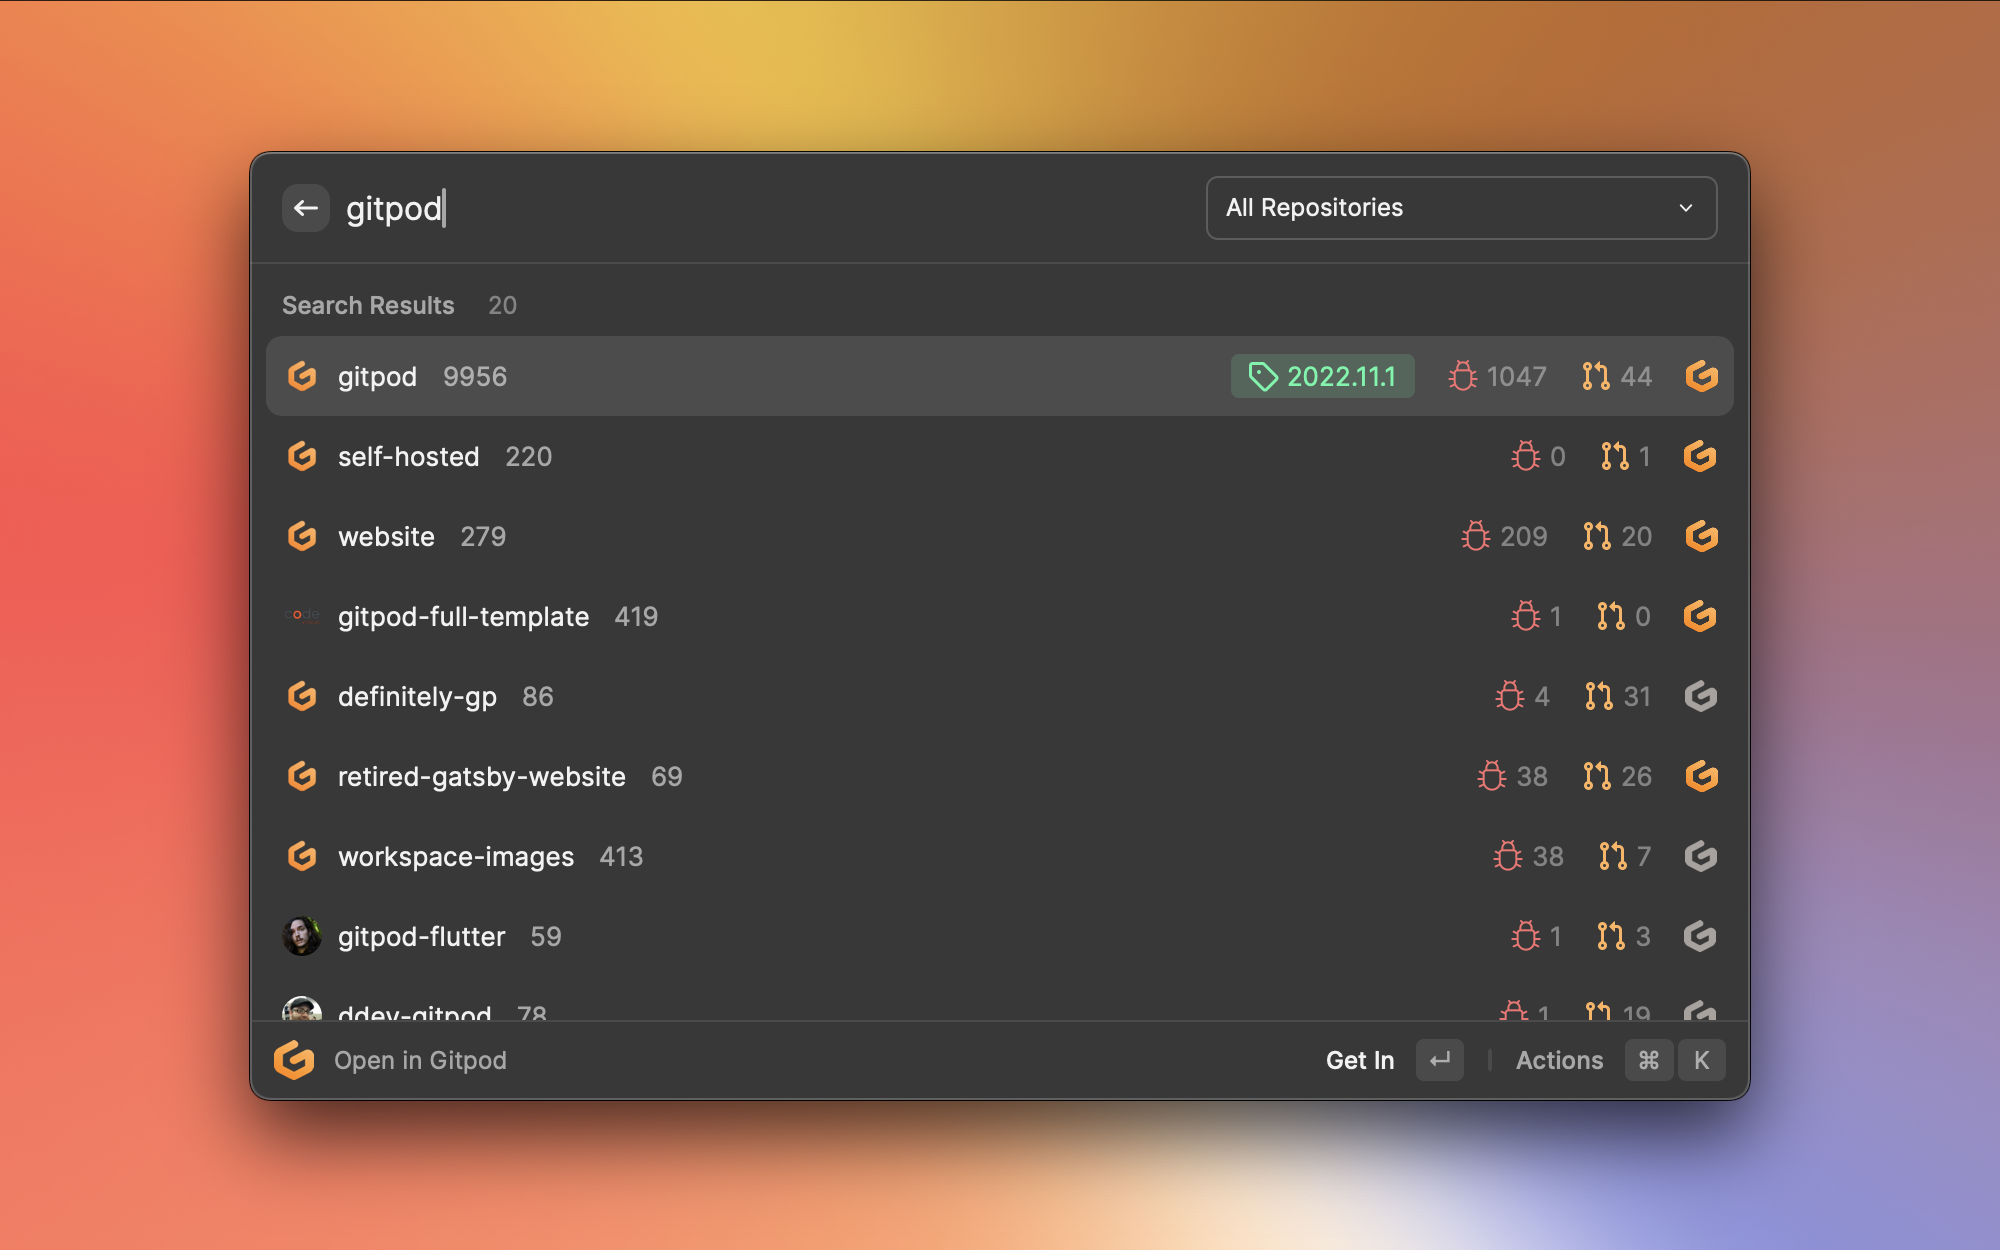 gitpod All Repositories
Search Results 20
gitpod 9956 2022.11.1 1047 44
self-hosted 220 0 1
website 279 209 20
code gitpod-full-template 419 1 0
definitely-gp 86 4 31
retired-gatsby-website 69 38 26
workspace-images 413 38 7
gitpod-flutter 59 1 3
ddev-gitpod 78 1 19
Open in Gitpod Get In ↵ Actions ⌘ K